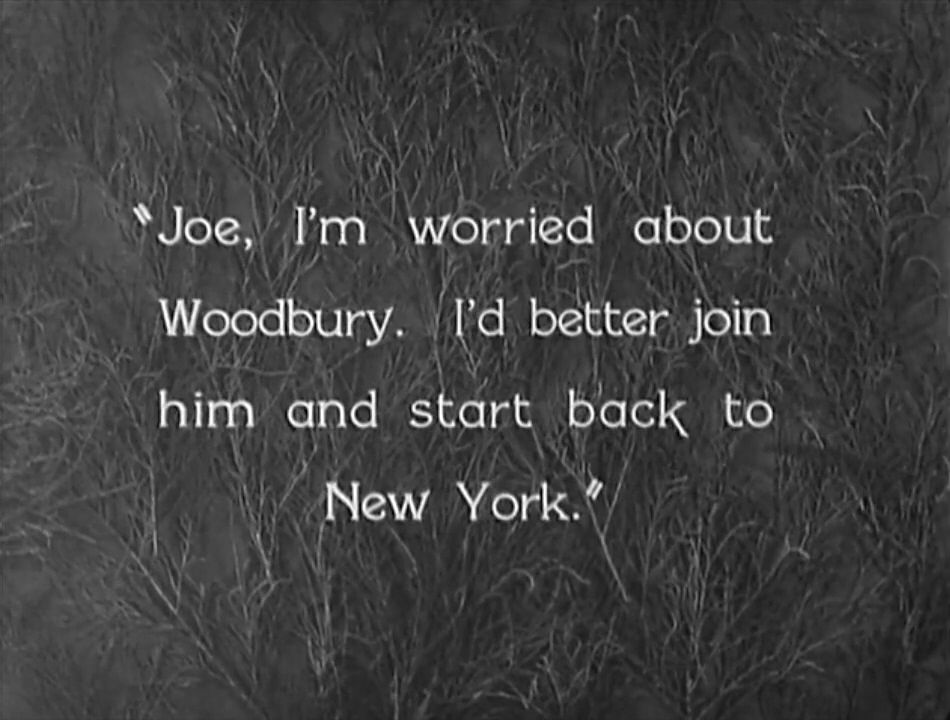 "Joe, I'm worried about
Woodbury. I'd better join
him and start back to
New York."